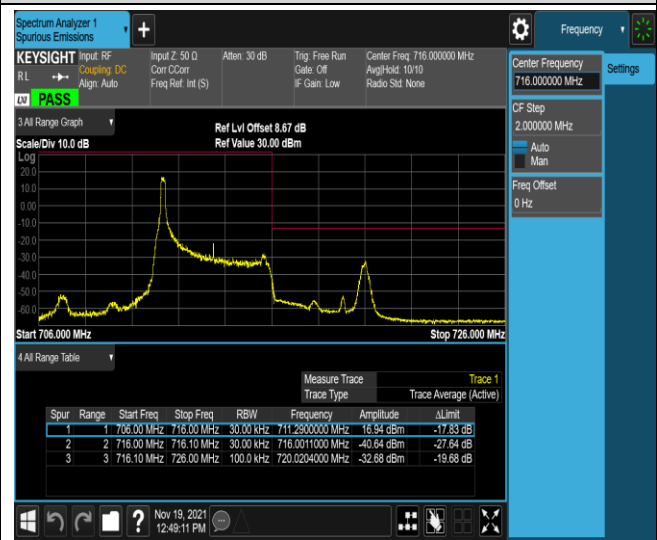 Spectrum Analyzer 1
Spurious Emissions
Frequency
KEYSIGHT
Input: RF
Input Z: 50 Ω
Atten: 30 dB
Trig: Free Run
Center Freq: 716.000000 MHz
RL
Coupling: DC
Corr CCorr
Gate: Off
Avg|Hold: 10/10
Align: Auto
Freq Ref: Int (S)
IF Gain: Low
Radio Std: None
LXI
PASS
Center Frequency
716.000000 MHz
Settings
CF Step
2.000000 MHz
Auto
Man
Freq Offset
0 Hz
3 All Range Graph
Ref Lvl Offset 8.67 dB
Scale/Div 10.0 dB
Ref Value 30.00 dBm
Log
20.0
10.0
0.00
-10.0
-20.0
-30.0
-40.0
-50.0
-60.0
Start 706.000 MHz
Stop 726.000 MHz
4 All Range Table
Measure Trace
Trace 1
Trace Type
Trace Average (Active)
Spur Range Start Freq Stop Freq RBW Frequency Amplitude ΔLimit
1 1 706.00 MHz 716.00 MHz 30.00 kHz 711.2900000 MHz 16.94 dBm -17.83 dB
2 2 716.00 MHz 716.10 MHz 30.00 kHz 716.0011000 MHz -40.64 dBm -27.64 dB
3 3 716.10 MHz 726.00 MHz 100.0 kHz 720.0204000 MHz -32.68 dBm -19.68 dB
Nov 19, 2021
12:49:11 PM